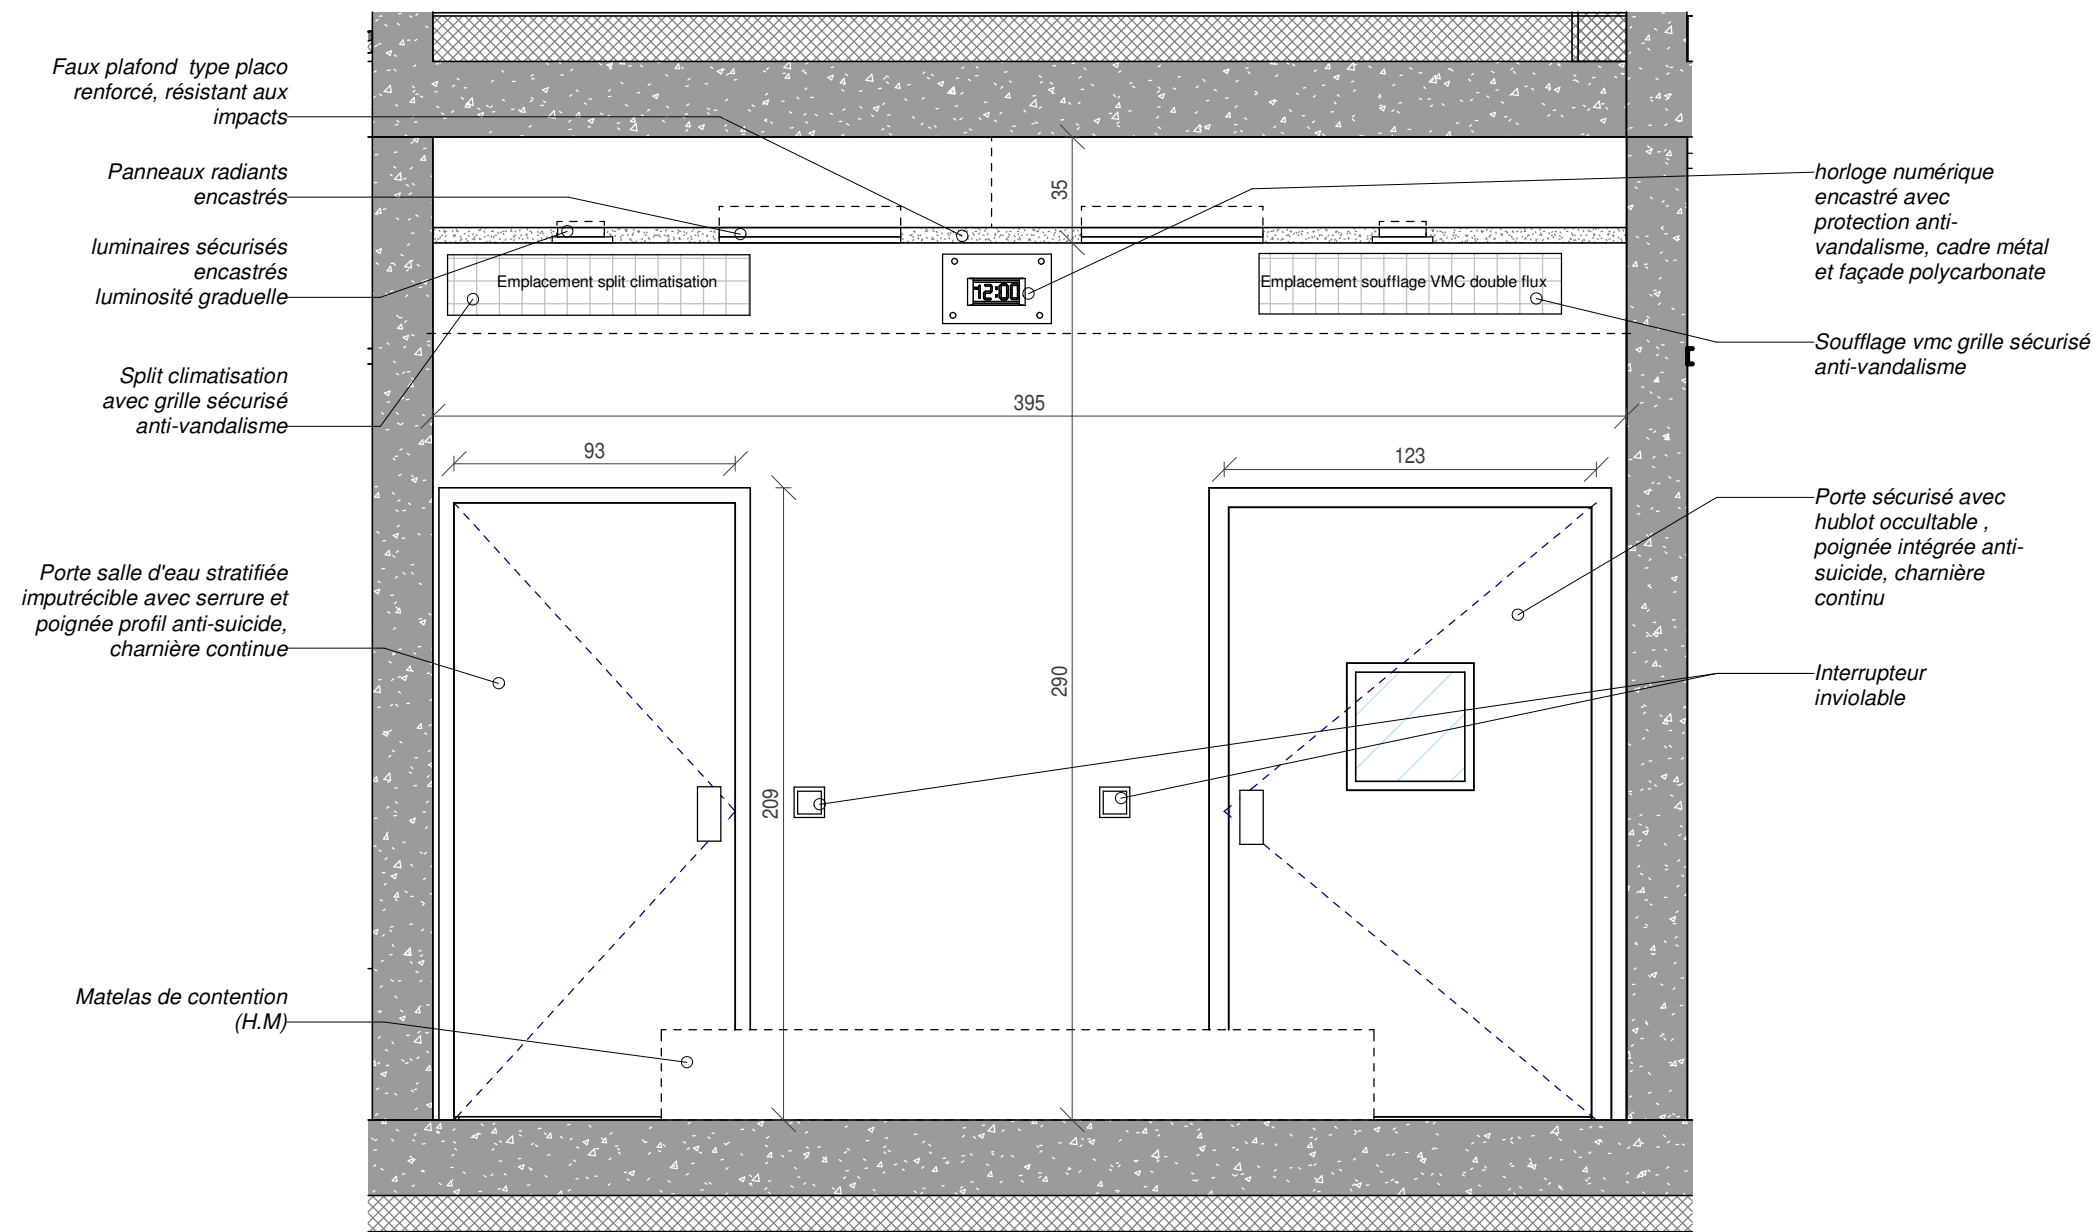 Faux plafond  type placo
renforcé, résistant aux
impacts
Panneaux radiants
encastrés
luminaires sécurisés
encastrés
luminosité graduelle
Split climatisation
avec grille sécurisé
anti-vandalisme
Porte salle d'eau stratifiée
imputrécible avec serrure et
poignée profil anti-suicide,
charnière continue
Matelas de contention
(H.M)
35
Emplacement split climatisation
12:00
Emplacement soufflage VMC double flux
395
93
123
290
209
horloge numérique
encastré avec
protection anti-
vandalisme, cadre métal
et façade polycarbonate
Soufflage vmc grille sécurisé
anti-vandalisme
Porte sécurisé avec
hublot occultable ,
poignée intégrée anti-
suicide, charnière
continu
Interrupteur
inviolable